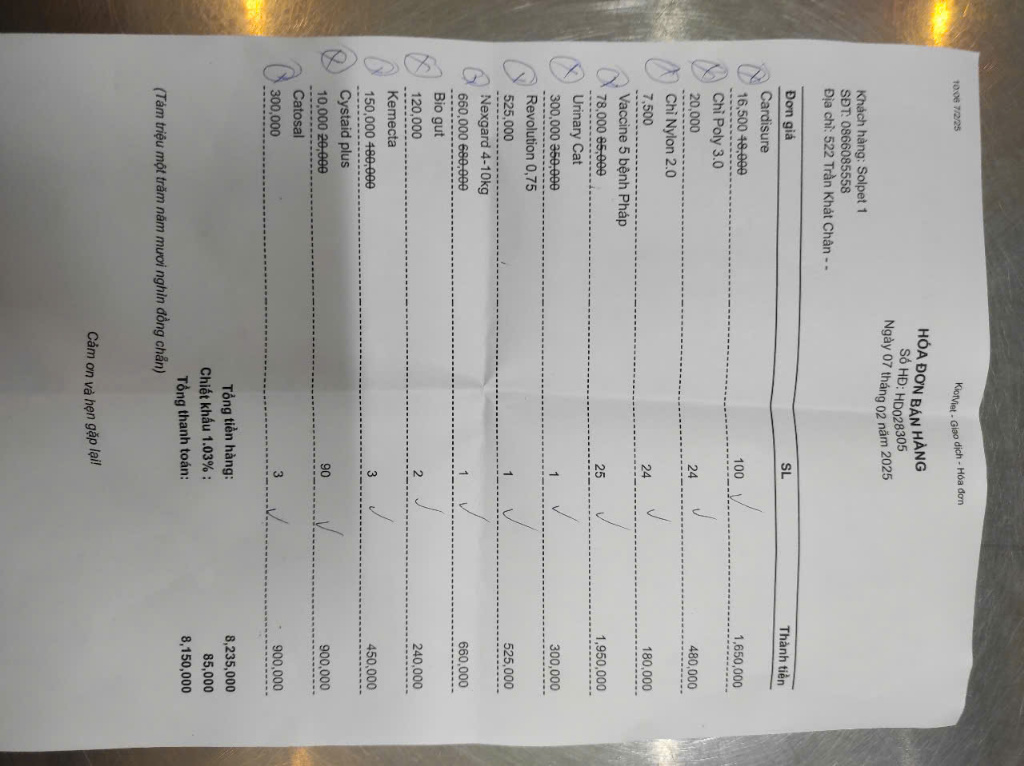 10:06 7/2/25 KiotViet - Giao dịch - Hóa đơn
HÓA ĐƠN BÁN HÀNG
Số HĐ: HD028305
Ngày 07 tháng 02 năm 2025
Khách hàng: Solpet 1
SĐT: 0866085558
Địa chỉ: 522 Trần Khát Chân - -
Đơn giá SL Thành tiền
Cardisure
16,500 18,000 100 1,650,000
Chỉ Poly 3.0
20,000 24 480,000
Chỉ Nylon 2.0
7,500 24 180,000
Vaccine 5 bệnh Pháp
78,000 85,000 25 1,950,000
Urinary Cat
300,000 350,000 1 300,000
Revolution 0,75
525,000 1 525,000
Nexgard 4-10kg
660,000 680,000 1 660,000
Bio gut
120,000 2 240,000
Kemecta
150,000 180,000 3 450,000
Cystaid plus
10,000 20,000 90 900,000
Catosal
300,000 3 900,000
Tổng tiền hàng: 8,235,000
Chiết khấu 1.03% : 85,000
Tổng thanh toán: 8,150,000
(Tám triệu một trăm năm mươi nghìn đồng chẵn)
Cảm ơn và hẹn gặp lại!